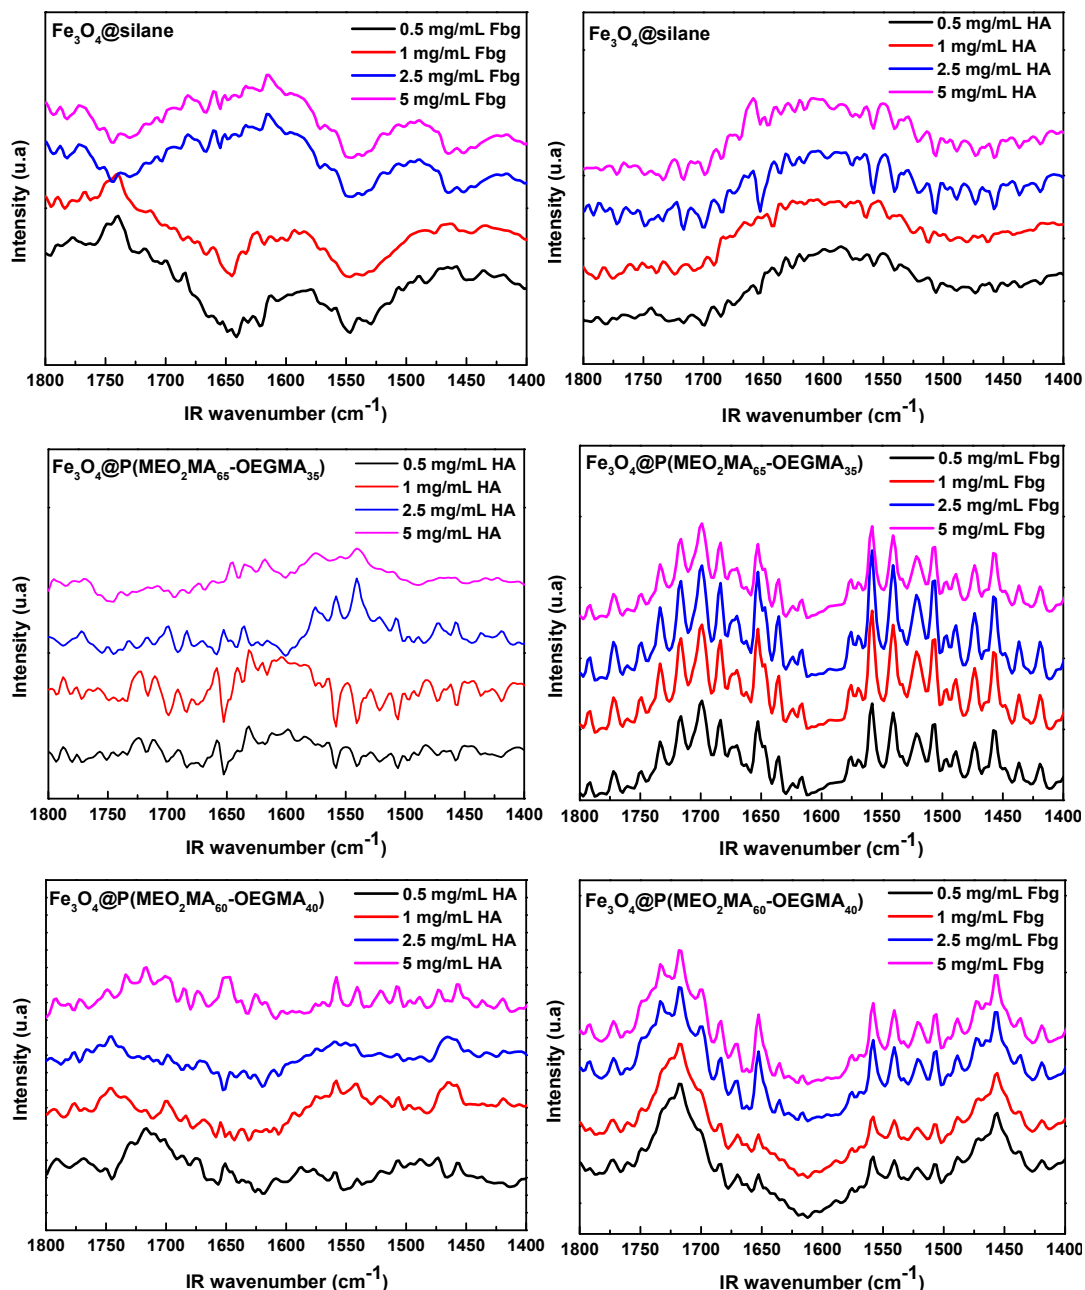 Fe3O4@silane
0.5 mg/mL Fbg
1 mg/mL Fbg
2.5 mg/mL Fbg
5 mg/mL Fbg
Intensity (u.a)
1800 1750 1700 1650 1600 1550 1500 1450 1400
IR wavenumber (cm-1)
Fe3O4@silane
0.5 mg/mL HA
1 mg/mL HA
2.5 mg/mL HA
5 mg/mL HA
Intensity (u.a)
1800 1750 1700 1650 1600 1550 1500 1450 1400
IR wavenumber (cm-1)
Fe3O4@P(MEO2MA65-OEGMA35)
0.5 mg/mL HA
1 mg/mL HA
2.5 mg/mL HA
5 mg/mL HA
Intensity (u.a)
1800 1750 1700 1650 1600 1550 1500 1450 1400
IR wavenumber (cm-1)
Fe3O4@P(MEO2MA65-OEGMA35)
0.5 mg/mL Fbg
1 mg/mL Fbg
2.5 mg/mL Fbg
5 mg/mL Fbg
Intensity (u.a)
1800 1750 1700 1650 1600 1550 1500 1450 1400
IR wavenumber (cm-1)
Fe3O4@P(MEO2MA60-OEGMA40)
0.5 mg/mL HA
1 mg/mL HA
2.5 mg/mL HA
5 mg/mL HA
Intensity (u.a)
1800 1750 1700 1650 1600 1550 1500 1450 1400
IR wavenumber (cm-1)
Fe3O4@P(MEO2MA60-OEGMA40)
0.5 mg/mL Fbg
1 mg/mL Fbg
2.5 mg/mL Fbg
5 mg/mL Fbg
Intensity (u.a)
1800 1750 1700 1650 1600 1550 1500 1450 1400
IR wavenumber (cm-1)